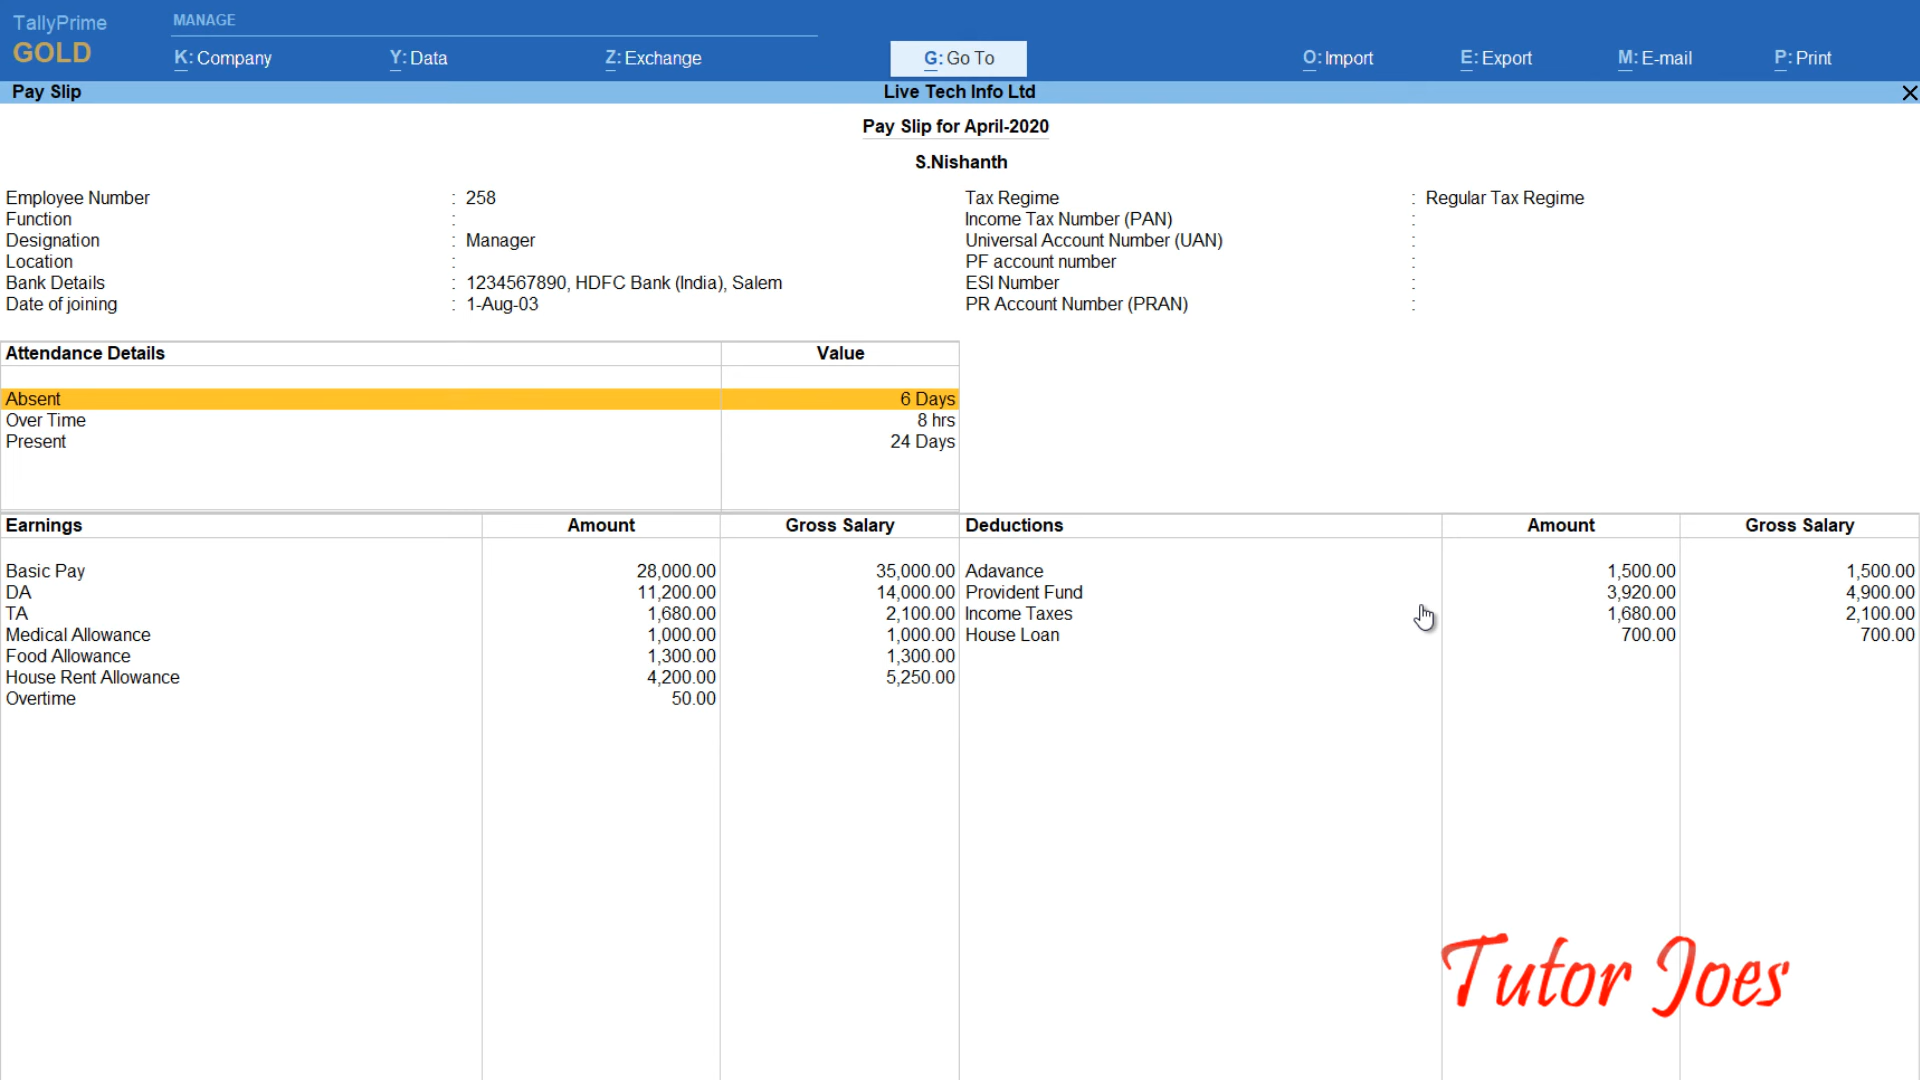 TallyPrime
GOLD
MANAGE
K: Company Y: Data Z: Exchange G: Go To O: Import E: Export M: E-mail P: Print
Pay Slip Live Tech Info Ltd
Pay Slip for April-2020
S.Nishanth
Employee Number : 258 Tax Regime : Regular Tax Regime
Function : Income Tax Number (PAN) :
Designation : Manager Universal Account Number (UAN) :
Location : PF account number :
Bank Details : 1234567890, HDFC Bank (India), Salem ESI Number :
Date of joining : 1-Aug-03 PR Account Number (PRAN) :
Attendance Details Value
Absent 6 Days
Over Time 8 hrs
Present 24 Days
Earnings Amount Gross Salary Deductions Amount Gross Salary
Basic Pay 28,000.00 35,000.00 Adavance 1,500.00 1,500.00
DA 11,200.00 14,000.00 Provident Fund 3,920.00 4,900.00
TA 1,680.00 2,100.00 Income Taxes 1,680.00 2,100.00
Medical Allowance 1,000.00 1,000.00 House Loan 700.00 700.00
Food Allowance 1,300.00 1,300.00
House Rent Allowance 4,200.00 5,250.00
Overtime 50.00
Tutor Joes